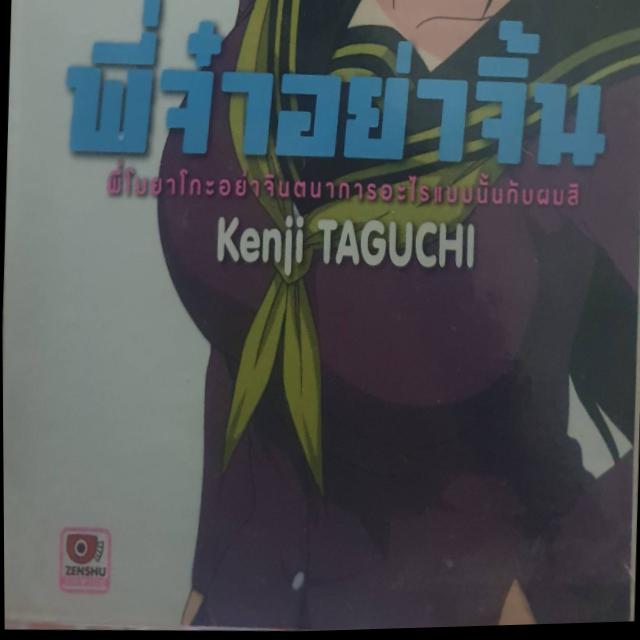 พี่จ๋าอย่าจิ้น
พี่โมยาโกะอย่าจินตนาการอะไรแบบนั้นกับผมสิ
Kenji TAGUCHI
ZENSHU